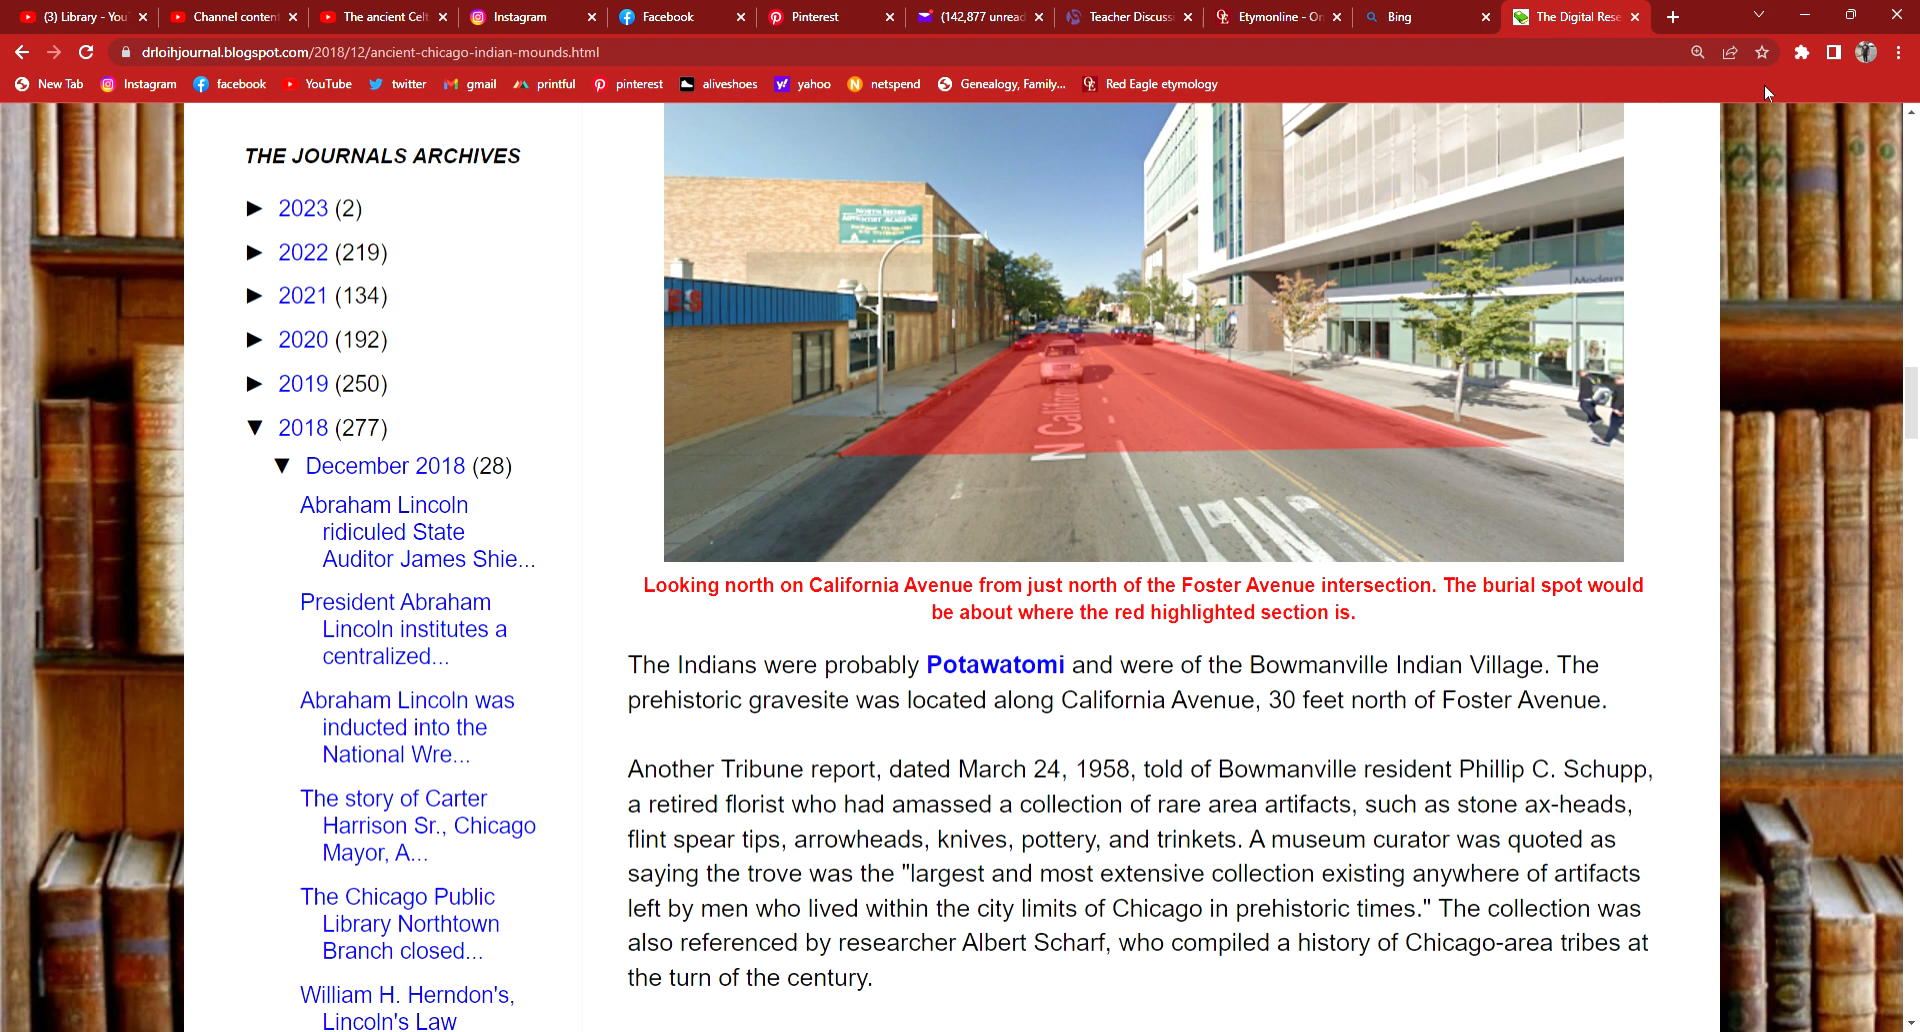 (3) Library - You
Channel conten
The ancient Celt
Instagram
Facebook
Pinterest
(142,877 unread
Teacher Discuss
Etymonline - On
Bing
The Digital Rese
drloihjournal.blogspot.com/2018/12/ancient-chicago-indian-mounds.html
New Tab
Instagram
facebook
YouTube
twitter
gmail
printful
pinterest
aliveshoes
yahoo
netspend
Genealogy, Family...
Red Eagle etymology
THE JOURNALS ARCHIVES
► 2023 (2)
► 2022 (219)
► 2021 (134)
► 2020 (192)
► 2019 (250)
▼ 2018 (277)
▼ December 2018 (28)
Abraham Lincoln
ridiculed State
Auditor James Shie...
President Abraham
Lincoln institutes a
centralized...
Abraham Lincoln was
inducted into the
National Wre...
The story of Carter
Harrison Sr., Chicago
Mayor, A...
The Chicago Public
Library Northtown
Branch closed...
William H. Herndon's,
Lincoln's Law
NORTH SHORE
ADVENTIST ACADEMY
ES
Modern
N Californ
ONLY
Looking north on California Avenue from just north of the Foster Avenue intersection. The burial spot would
be about where the red highlighted section is.
The Indians were probably Potawatomi and were of the Bowmanville Indian Village. The
prehistoric gravesite was located along California Avenue, 30 feet north of Foster Avenue.
Another Tribune report, dated March 24, 1958, told of Bowmanville resident Phillip C. Schupp,
a retired florist who had amassed a collection of rare area artifacts, such as stone ax-heads,
flint spear tips, arrowheads, knives, pottery, and trinkets. A museum curator was quoted as
saying the trove was the "largest and most extensive collection existing anywhere of artifacts
left by men who lived within the city limits of Chicago in prehistoric times." The collection was
also referenced by researcher Albert Scharf, who compiled a history of Chicago-area tribes at
the turn of the century.